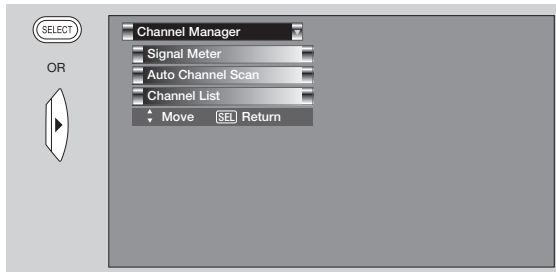 SELECT
OR
Channel Manager
Signal Meter
Auto Channel Scan
Channel List
Move SEL Return